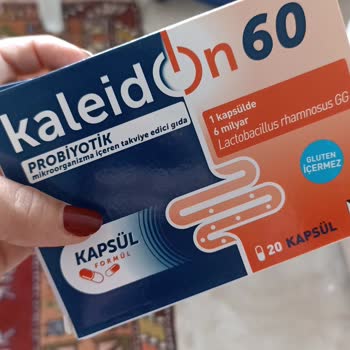 kaleidOn 60
PROBİYOTİK
mikroorganizma içeren takviye edici gıda
1 kapsülde
6 milyar
Lactobacillus rhamnosus GG
GLUTEN
İÇERMEZ
KAPSÜL
FORMÜL
20 KAPSÜL